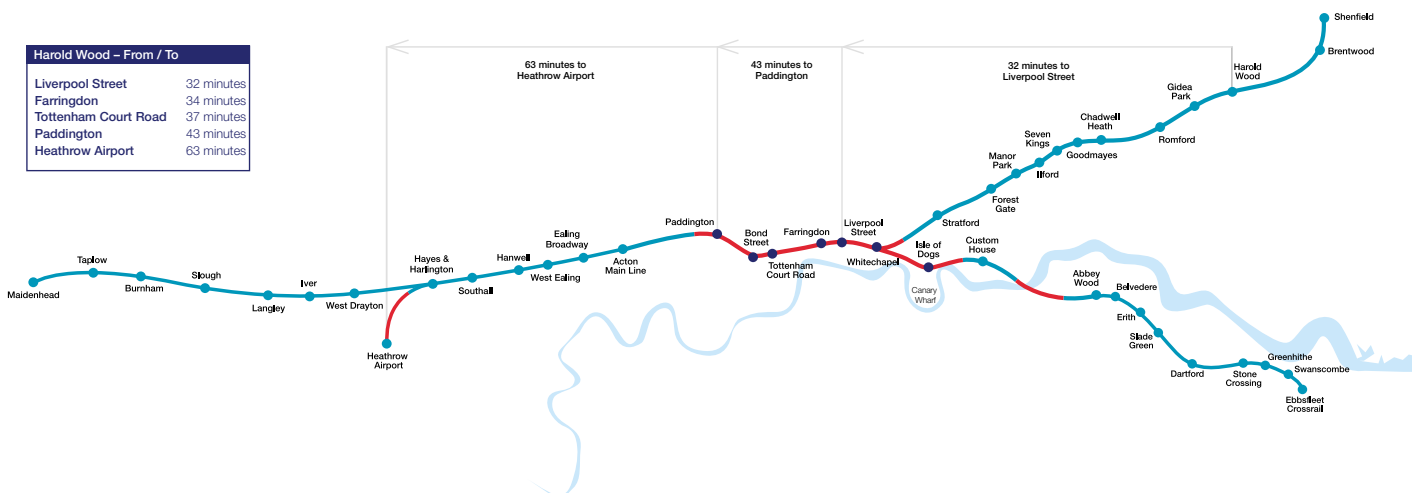 Harold Wood – From / To
Liverpool Street 32 minutes
Farringdon 34 minutes
Tottenham Court Road 37 minutes
Paddington 43 minutes
Heathrow Airport 63 minutes
63 minutes to
Heathrow Airport
43 minutes to
Paddington
32 minutes to
Liverpool Street
Shenfield
Brentwood
Harold
Wood
Gidea
Park
Romford
Chadwell
Heath
Goodmayes
Seven
Kings
Ilford
Manor
Park
Forest
Gate
Stratford
Liverpool
Street
Whitechapel
Farringdon
Tottenham
Court Road
Bond
Street
Paddington
Acton
Main Line
Ealing
Broadway
West Ealing
Hanwell
Southall
Hayes &
Harlington
Heathrow
Airport
West Drayton
Iver
Langley
Slough
Burnham
Taplow
Maidenhead
Isle of
Dogs
Canary
Wharf
Custom
House
Abbey
Wood
Belvedere
Erith
Slade
Green
Dartford
Stone
Crossing
Greenhithe
Swanscombe
Ebbsfleet
Crossrail